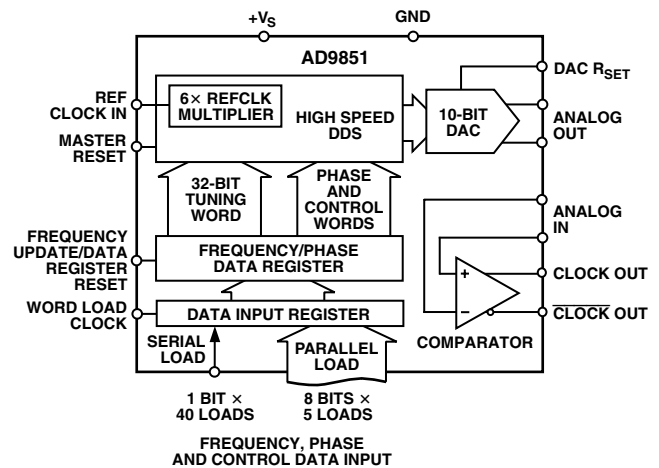 +VS
GND
AD9851
REF
CLOCK IN
6× REFCLK
MULTIPLIER
MASTER
RESET
HIGH SPEED
DDS
10-BIT
DAC
DAC RSET
ANALOG
OUT
32-BIT
TUNING
WORD
PHASE
AND
CONTROL
WORDS
ANALOG
IN
FREQUENCY
UPDATE/DATA
REGISTER
RESET
FREQUENCY/PHASE
DATA REGISTER
+
–
CLOCK OUT
CLOCK OUT
COMPARATOR
WORD LOAD
CLOCK
DATA INPUT REGISTER
SERIAL
LOAD
PARALLEL
LOAD
1 BIT ×
40 LOADS
8 BITS ×
5 LOADS
FREQUENCY, PHASE
AND CONTROL DATA INPUT